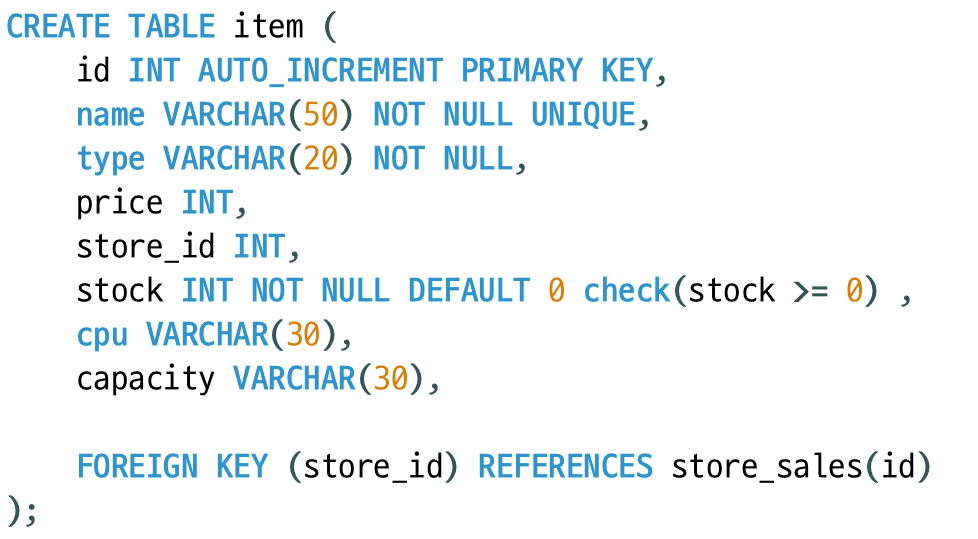 CREATE TABLE item (
    id INT AUTO_INCREMENT PRIMARY KEY,
    name VARCHAR(50) NOT NULL UNIQUE,
    type VARCHAR(20) NOT NULL,
    price INT,
    store_id INT,
    stock INT NOT NULL DEFAULT 0 check(stock >= 0) ,
    cpu VARCHAR(30),
    capacity VARCHAR(30),

    FOREIGN KEY (store_id) REFERENCES store_sales(id)
);